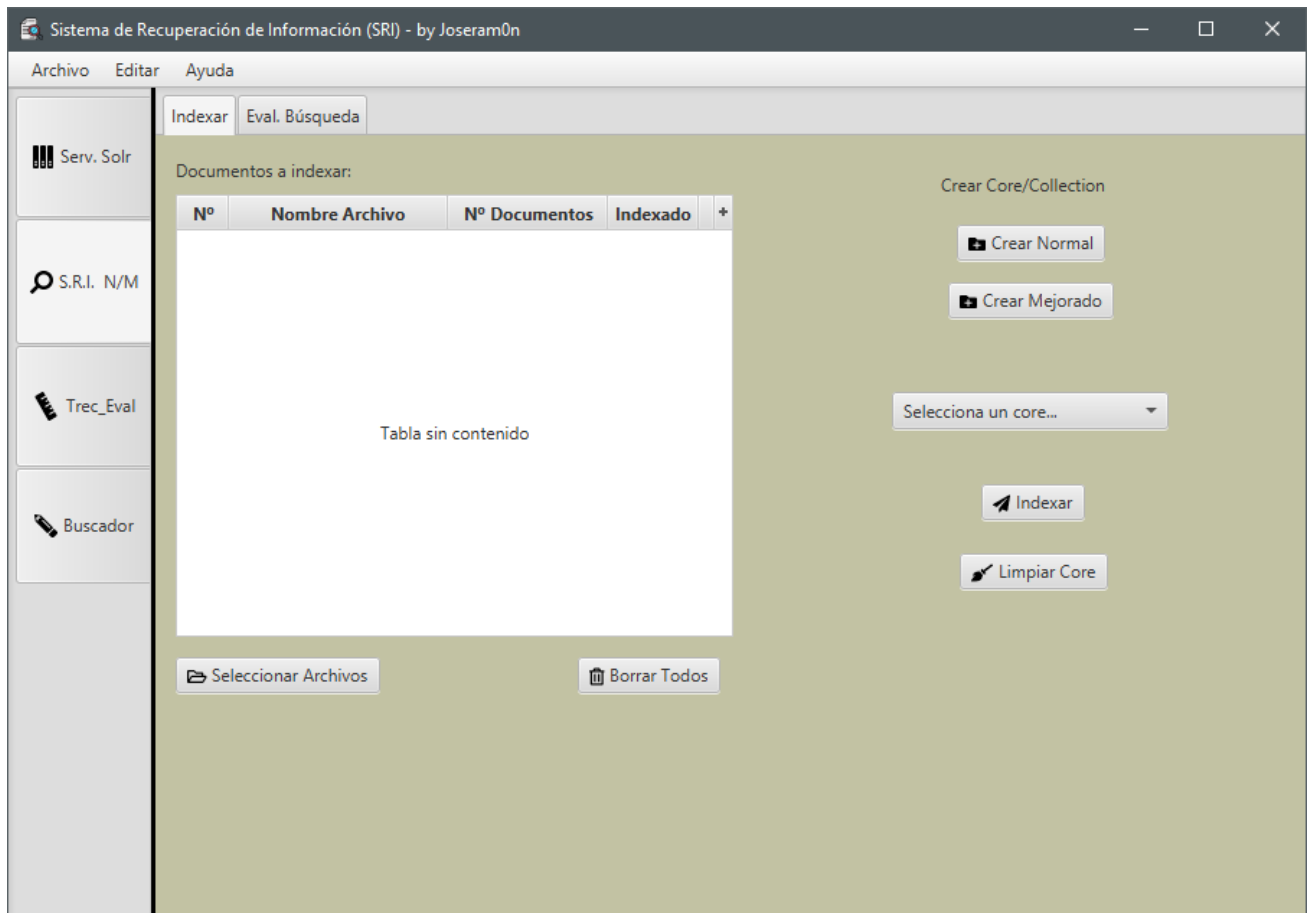 Sistema de Recuperación de Información (SRI) - by Joseram0n
Archivo Editar Ayuda
Serv. Solr
S.R.I. N/M
Trec_Eval
Buscador
Indexar Eval. Búsqueda
Documentos a indexar:
Nº Nombre Archivo Nº Documentos Indexado +
Tabla sin contenido
Seleccionar Archivos Borrar Todos
Crear Core/Collection
Crear Normal
Crear Mejorado
Selecciona un core...
Indexar
Limpiar Core